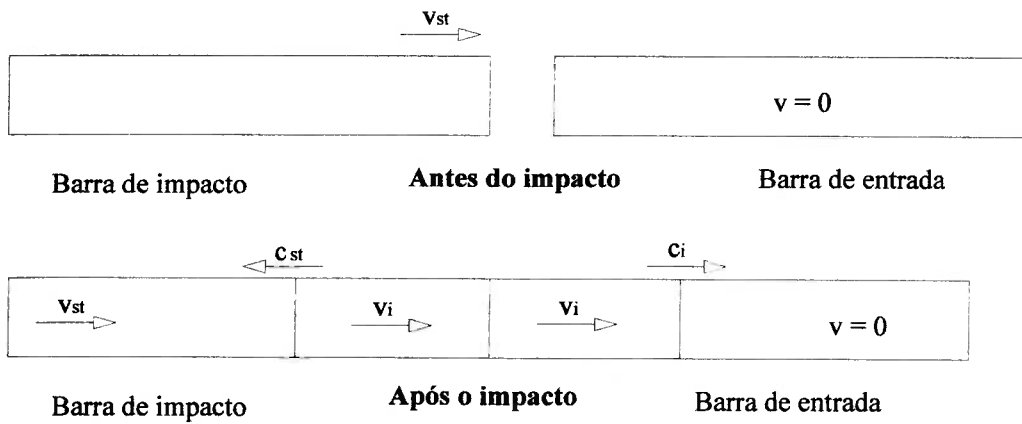 Vst
v = 0
Barra de impacto Antes do impacto Barra de entrada
c st ci
Vst vi vi v = 0
Barra de impacto Após o impacto Barra de entrada